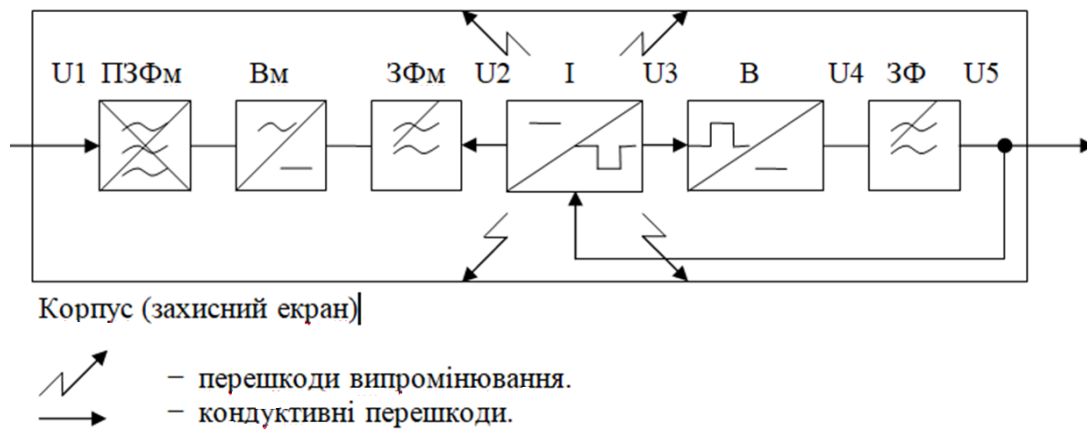 U1 ПЗФм Вм ЗФм U2 І U3 В U4 ЗФ U5
Корпус (захисний екран)
– перешкоди випромінювання.
– кондуктивні перешкоди.